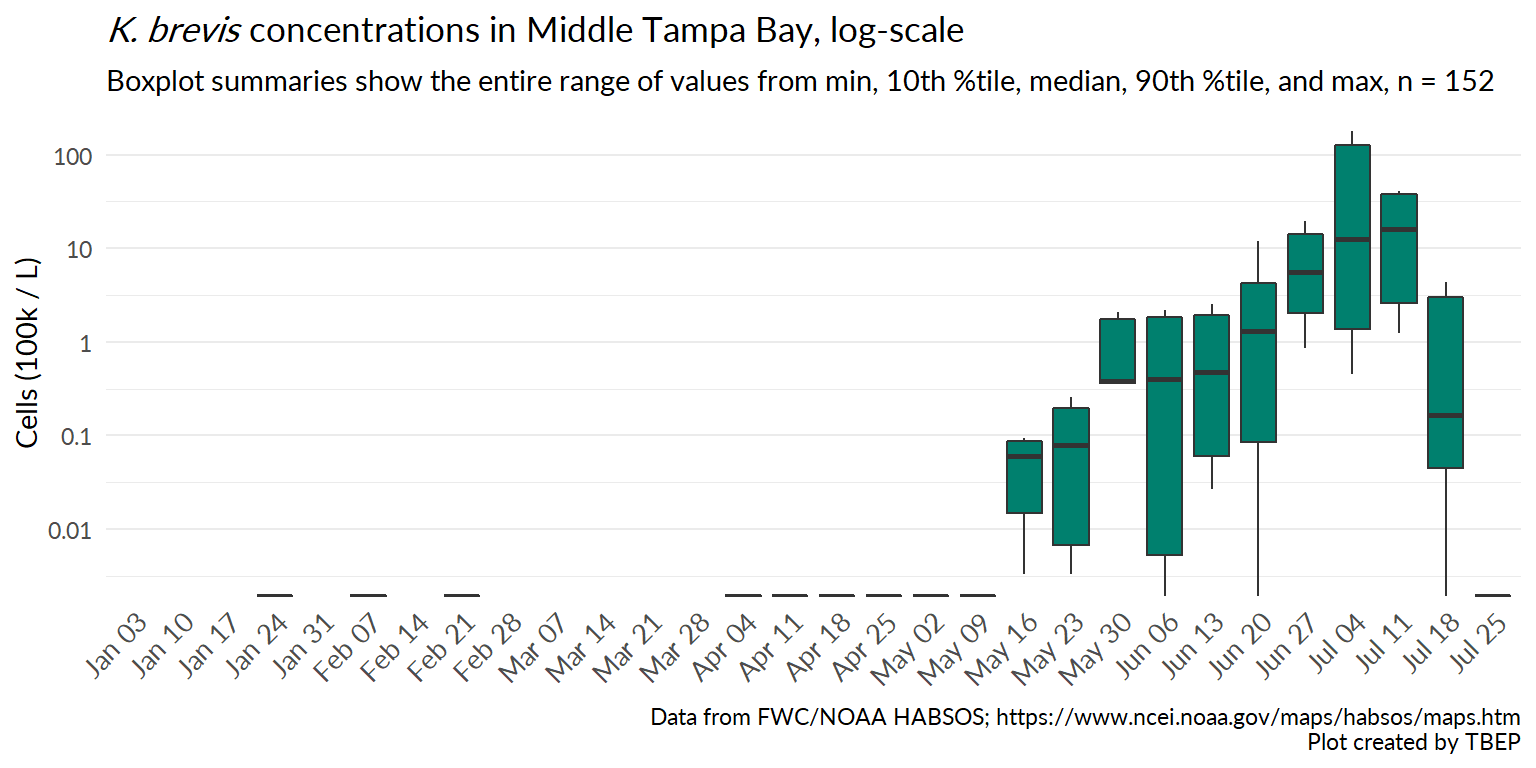 K. brevis concentrations in Middle Tampa Bay, log-scale
Boxplot summaries show the entire range of values from min, 10th %tile, median, 90th %tile, and max, n = 152
Cells (100k / L)
100
10
1
0.1
0.01
Jan 03
Jan 10
Jan 17
Jan 24
Jan 31
Feb 07
Feb 14
Feb 21
Feb 28
Mar 07
Mar 14
Mar 21
Mar 28
Apr 04
Apr 11
Apr 18
Apr 25
May 02
May 09
May 16
May 23
May 30
Jun 06
Jun 13
Jun 20
Jun 27
Jul 04
Jul 11
Jul 18
Jul 25
Data from FWC/NOAA HABSOS; https://www.ncei.noaa.gov/maps/habsos/maps.htm
Plot created by TBEP